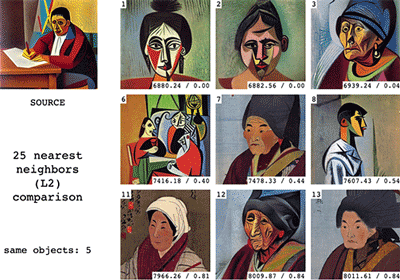 1
2
3
6880.24 / 0.00
6882.56 / 0.00
6939.24 / 0.04
SOURCE
6
7
8
7416.18 / 0.40
7478.33 / 0.44
7607.43 / 0.54
25 nearest
neighbors
(L2)
comparison
11
12
13
same objects: 5
7966.26 / 0.81
8009.87 / 0.84
8011.61 / 0.84